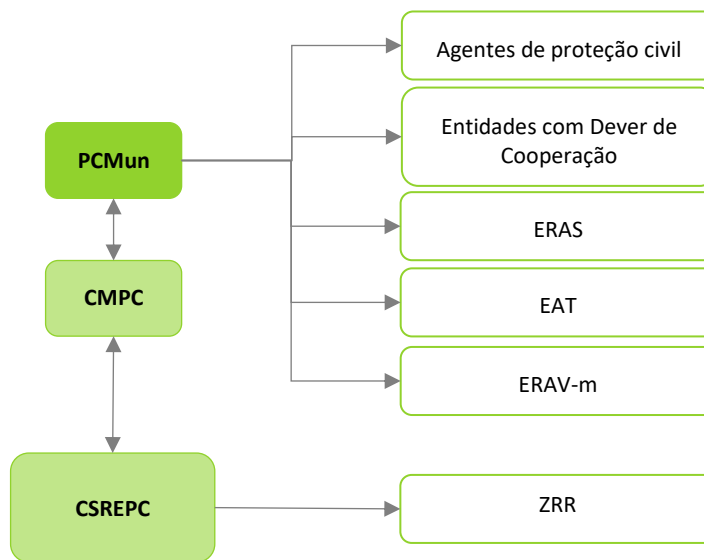 Agentes de proteção civil
Entidades com Dever de
Cooperação
PCMun
ERAS
CMPC
EAT
ERAV-m
CSREPC
ZRR